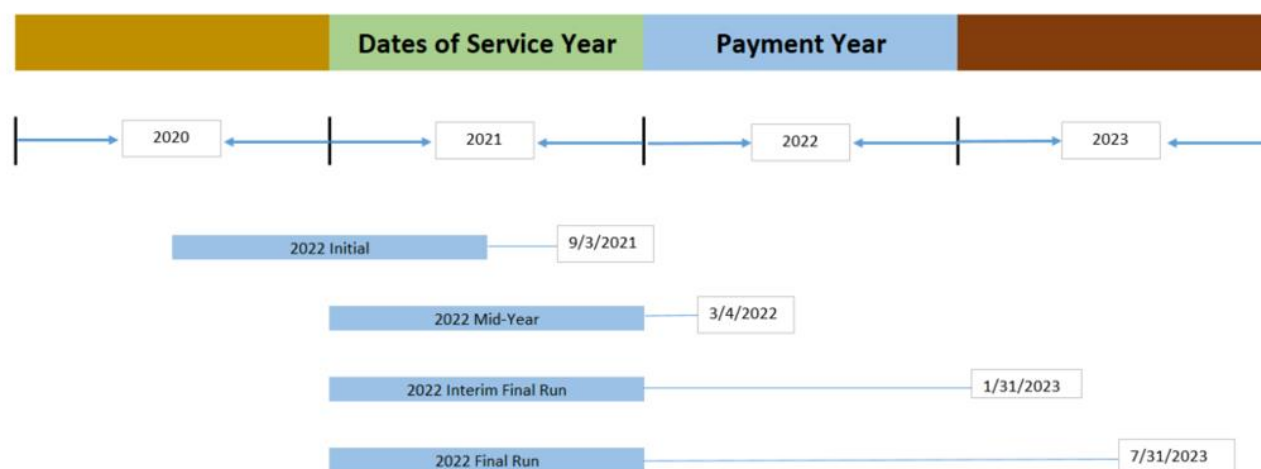 Dates of Service Year
Payment Year
2020
2021
2022
2023
2022 Initial
9/3/2021
2022 Mid-Year
3/4/2022
2022 Interim Final Run
1/31/2023
2022 Final Run
7/31/2023